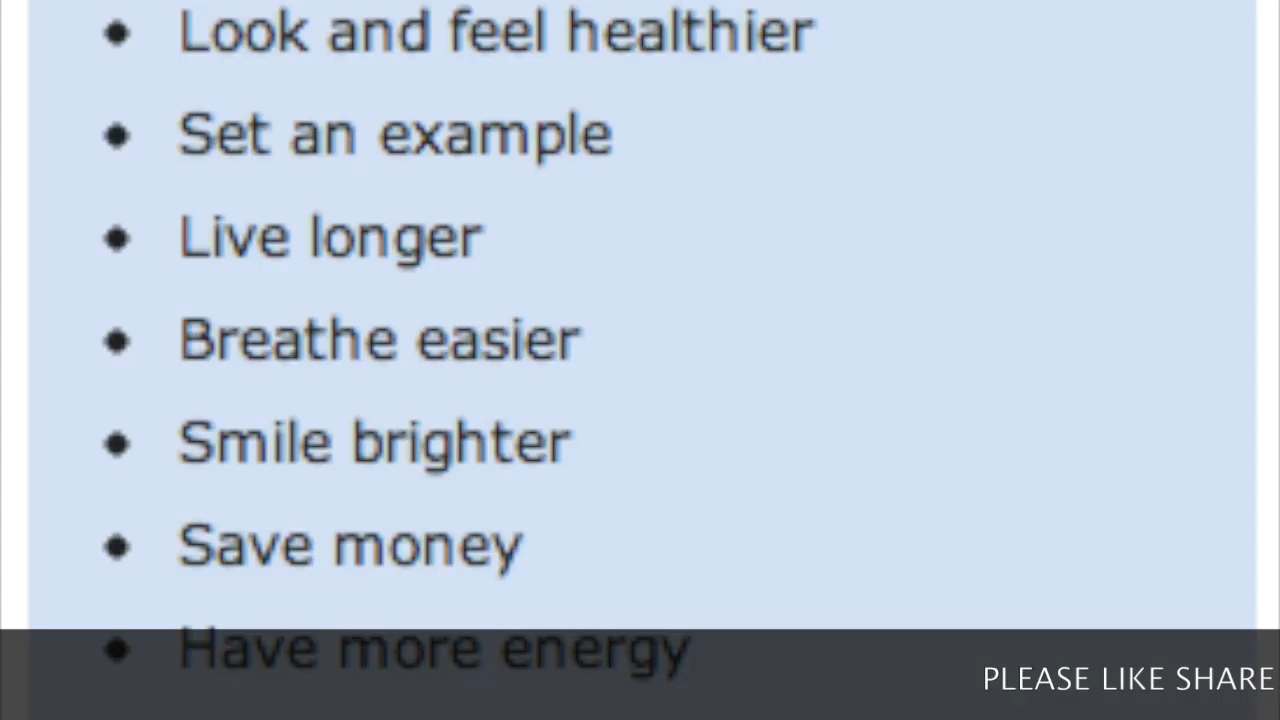 • Look and feel healthier
• Set an example
• Live longer
• Breathe easier
• Smile brighter
• Save money
• Have more energy
PLEASE LIKE SHARE